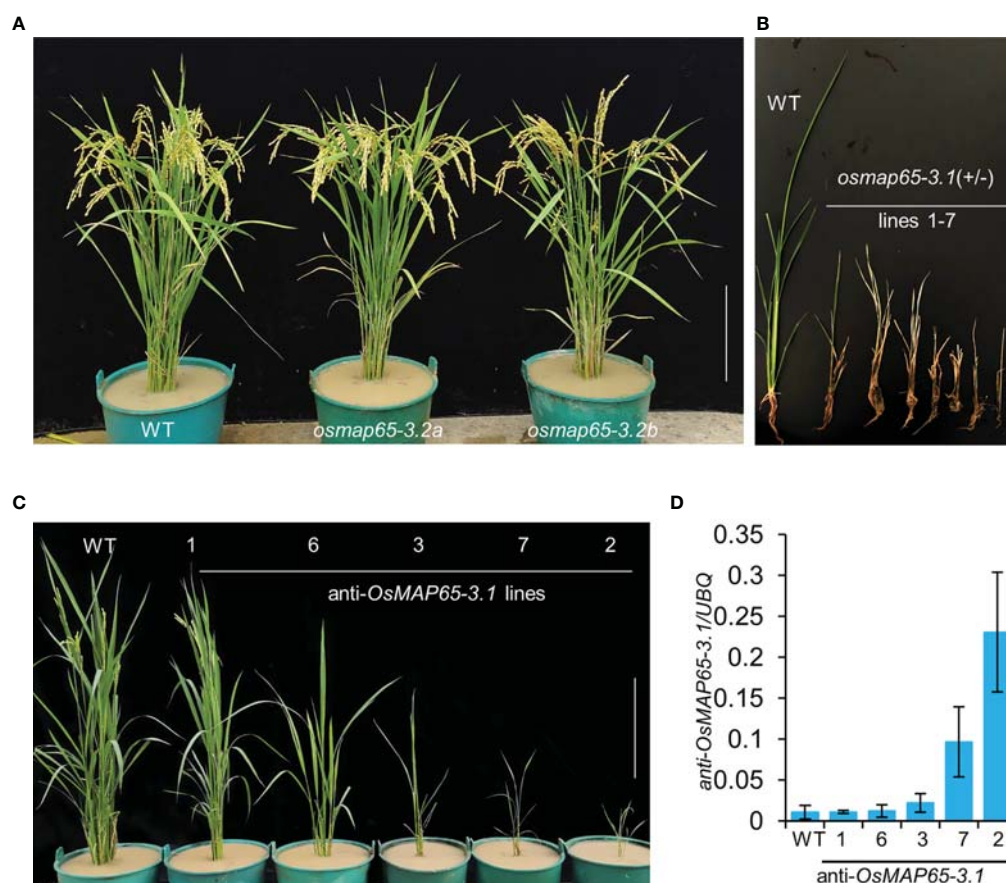 A
WT
osmap65-3.2a
osmap65-3.2b
B
WT
osmap65-3.1(+/-)
lines 1-7
C
WT 1 6 3 7 2
anti-OsMAP65-3.1 lines
D
anti-OsMAP65-3.1/UBQ
0.35
0.3
0.25
0.2
0.15
0.1
0.05
0
WT 1 6 3 7 2
anti-OsMAP65-3.1